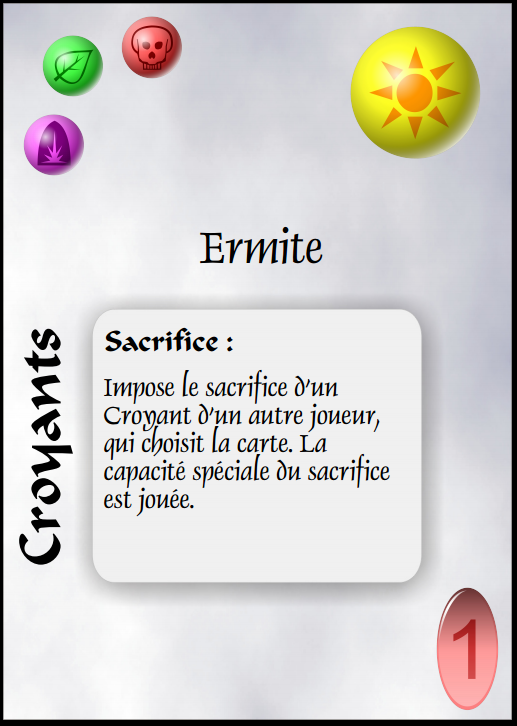 Ermite
Croyants
Sacrifice :
Impose le sacrifice d'un
Croyant d'un autre joueur,
qui choisit la carte. La
capacité spéciale du sacrifice
est jouée.
1